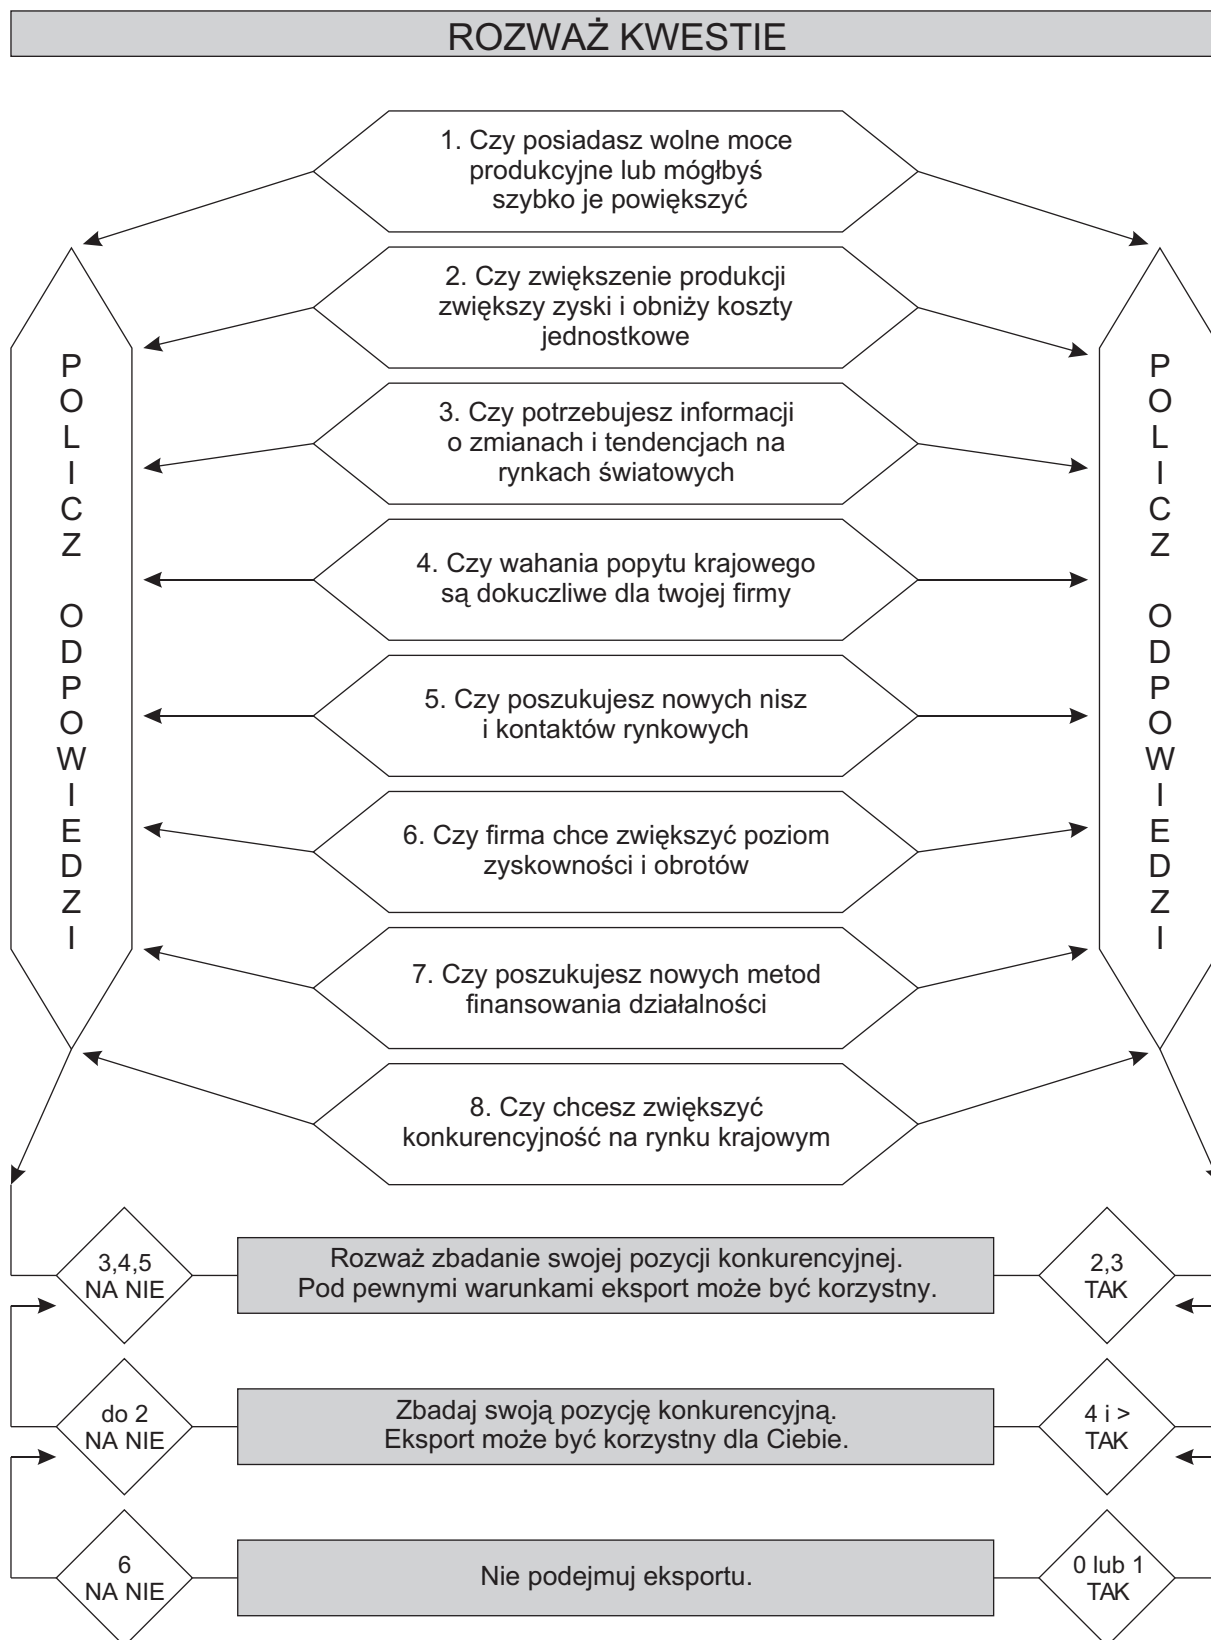 ROZWAŻ KWESTIE
1. Czy posiadasz wolne moce
produkcyjne lub mógłbyś
szybko je powiększyć
2. Czy zwiększenie produkcji
zwiększy zyski i obniży koszty
jednostkowe
3. Czy potrzebujesz informacji
o zmianach i tendencjach na
rynkach światowych
4. Czy wahania popytu krajowego
są dokuczliwe dla twojej firmy
5. Czy poszukujesz nowych nisz
i kontaktów rynkowych
6. Czy firma chce zwiększyć poziom
zyskowności i obrotów
7. Czy poszukujesz nowych metod
finansowania działalności
8. Czy chcesz zwiększyć
konkurencyjność na rynku krajowym
POLICZ ODPOWIEDZI
POLICZ ODPOWIEDZI
3,4,5
NA NIE
Rozważ zbadanie swojej pozycji konkurencyjnej.
Pod pewnymi warunkami eksport może być korzystny.
2,3
TAK
do 2
NA NIE
Zbadaj swoją pozycję konkurencyjną.
Eksport może być korzystny dla Ciebie.
4 i >
TAK
6
NA NIE
Nie podejmuj eksportu.
0 lub 1
TAK